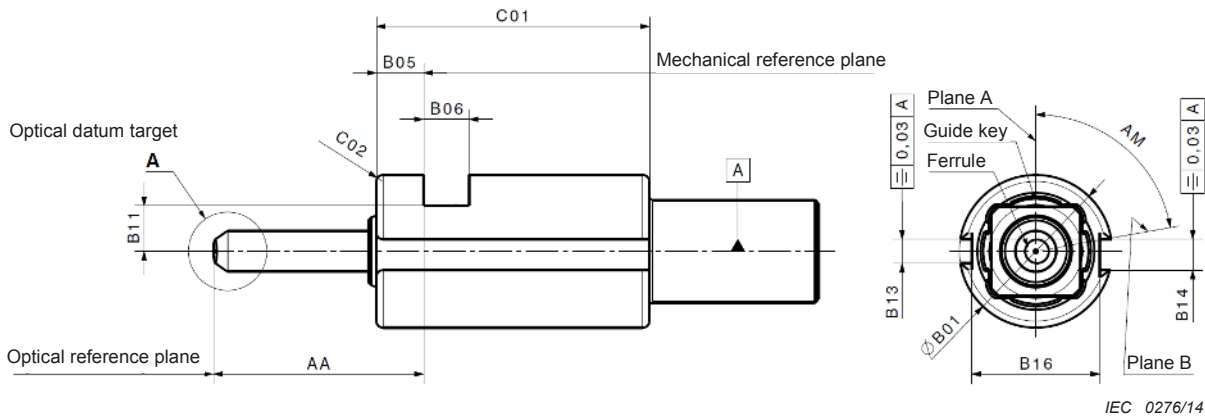 C01
B05
Mechanical reference plane
B06
Optical datum target
C02
A
B11
A
Optical reference plane
AA
Plane A
Guide key
Ferrule
AM
0,03 A
0,03 A
B13
B14
Ø B01
B16
Plane B
IEC 0276/14